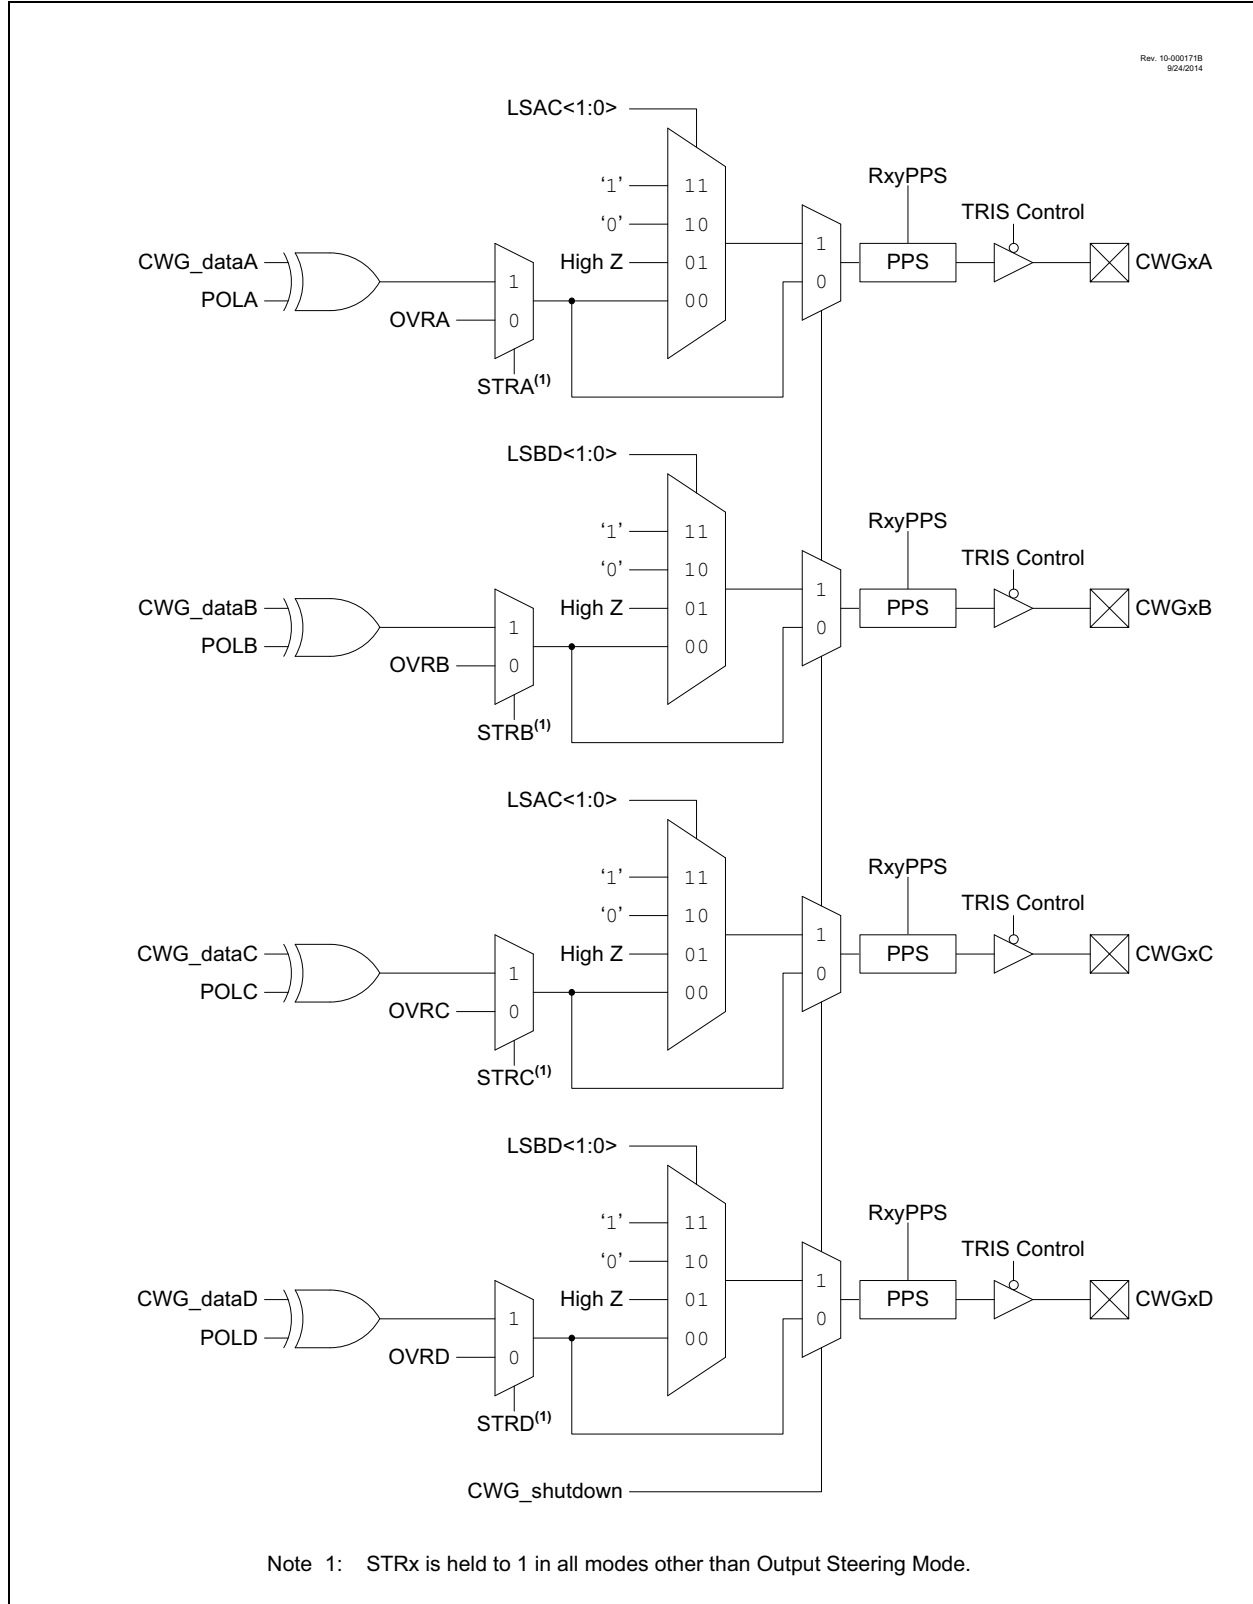 Rev. 10-000171B
9/24/2014
LSAC<1:0>
‘1’ 11
‘0’ 10
High Z 01
00
CWG_dataA
POLA
OVRA
1
0
STRA(1)
1
0
RxyPPS
PPS
TRIS Control
CWGxA
LSBD<1:0>
‘1’ 11
‘0’ 10
High Z 01
00
CWG_dataB
POLB
OVRB
1
0
STRB(1)
1
0
RxyPPS
PPS
TRIS Control
CWGxB
LSAC<1:0>
‘1’ 11
‘0’ 10
High Z 01
00
CWG_dataC
POLC
OVRC
1
0
STRC(1)
1
0
RxyPPS
PPS
TRIS Control
CWGxC
LSBD<1:0>
‘1’ 11
‘0’ 10
High Z 01
00
CWG_dataD
POLD
OVRD
1
0
STRD(1)
1
0
RxyPPS
PPS
TRIS Control
CWGxD
CWG_shutdown
Note 1: STRx is held to 1 in all modes other than Output Steering Mode.